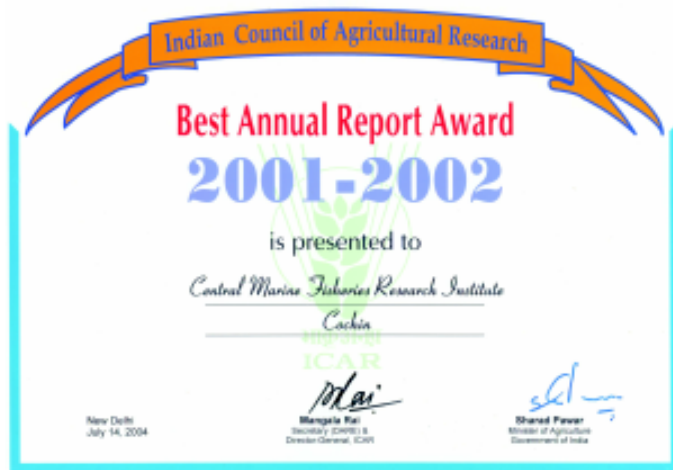 Indian Council of Agricultural Research
Best Annual Report Award
2001-2002
is presented to
Central Marine Fisheries Research Institute
Cochin
ICAR
New Delhi
July 14, 2004
Mangala Rai
Secretary (DARE) &
Director-General, ICAR
Sharad Pawar
Minister of Agriculture
Government of India